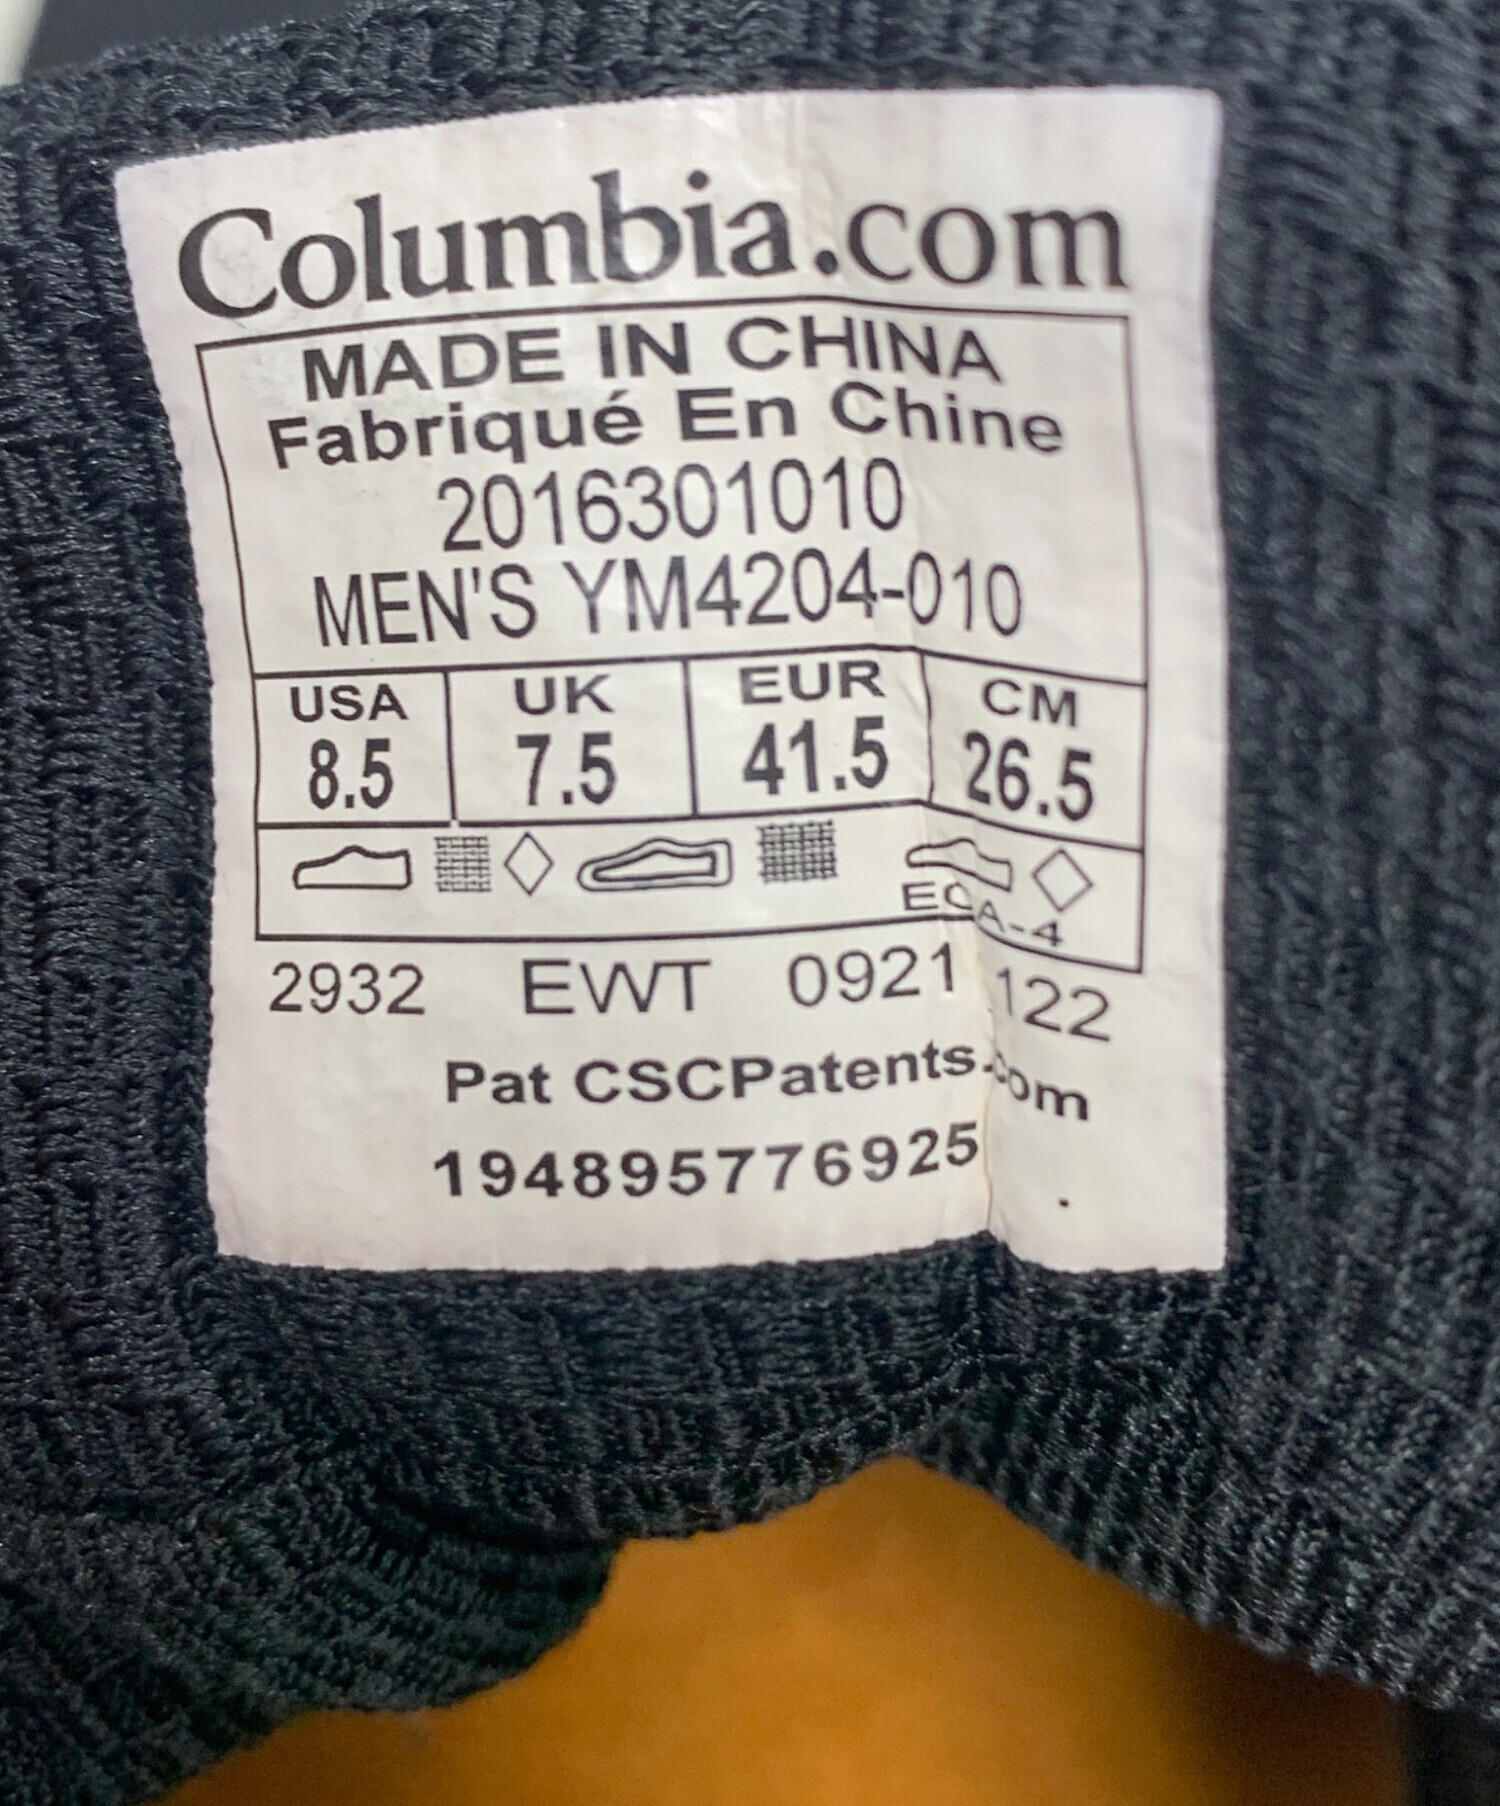 Columbia.com
MADE IN CHINA
Fabriqué En Chine
2016301010
MEN'S YM4204-010
USA UK EUR CM
8.5 7.5 41.5 26.5
ECA-4
2932 EWT 0921 122
Pat CSCPatents.com
194895776925